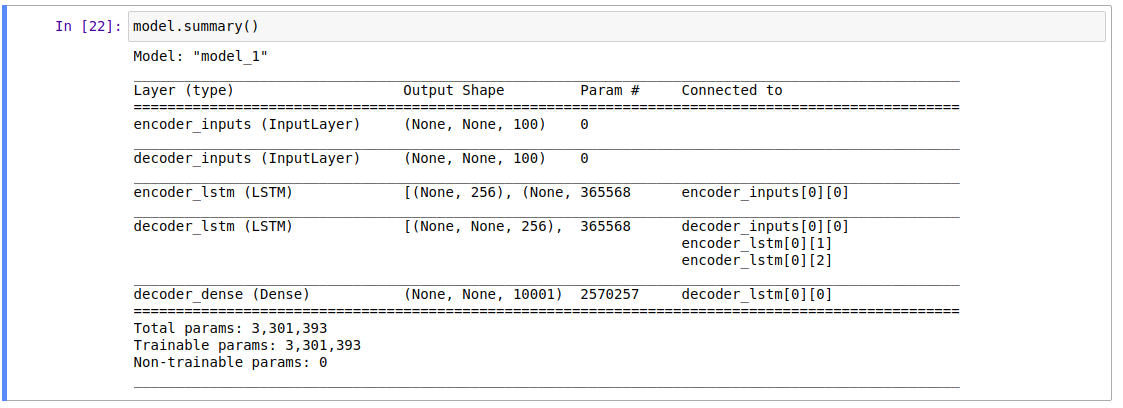 In [22]: model.summary()
Model: "model_1"
Layer (type) Output Shape Param # Connected to
encoder_inputs (InputLayer) (None, None, 100) 0
decoder_inputs (InputLayer) (None, None, 100) 0
encoder_lstm (LSTM) [(None, 256), (None, 365568 encoder_inputs[0][0]
decoder_lstm (LSTM) [(None, None, 256), 365568 decoder_inputs[0][0]
encoder_lstm[0][1]
encoder_lstm[0][2]
decoder_dense (Dense) (None, None, 10001) 2570257 decoder_lstm[0][0]
Total params: 3,301,393
Trainable params: 3,301,393
Non-trainable params: 0